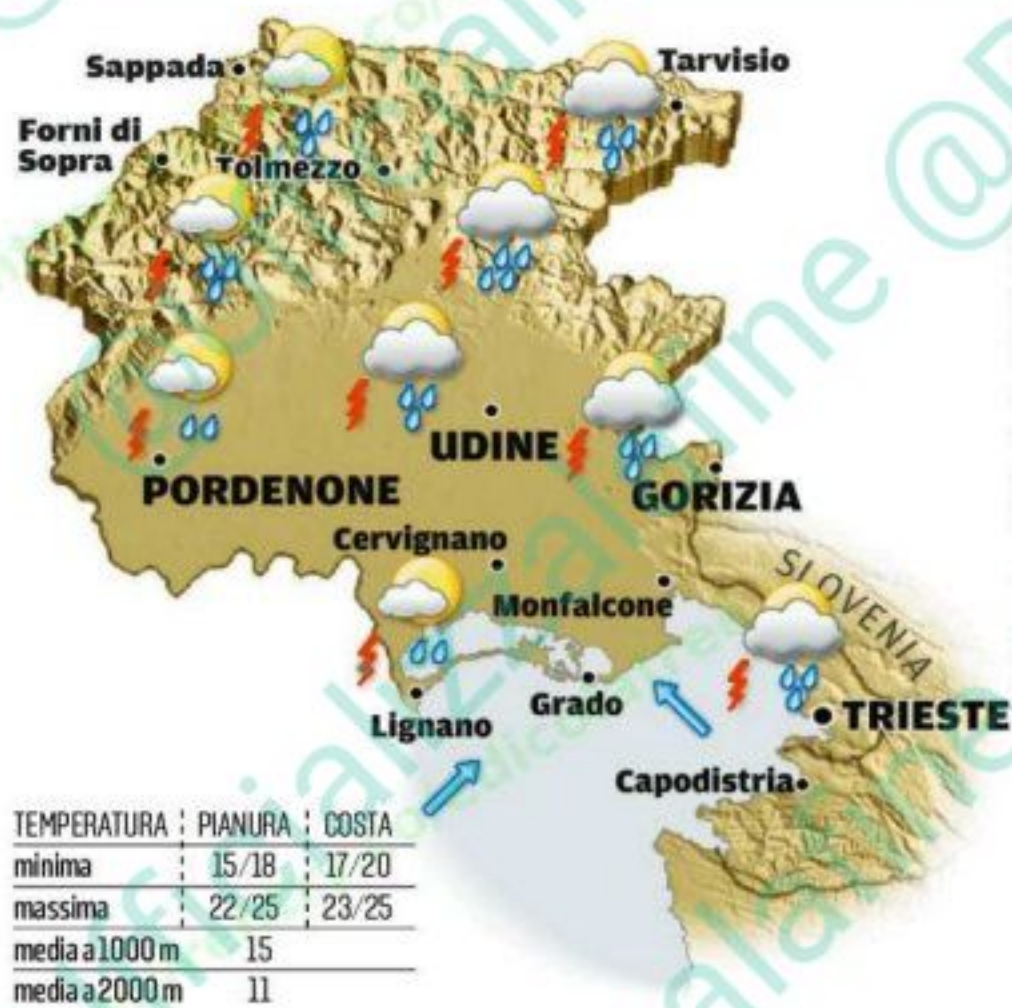 Sappada
Tarvisio
Forni di
Sopra
Tolmezzo
UDINE
PORDENONE
GORIZIA
Cervignano
Monfalcone
SLOVENIA
Grado
Lignano
TRIESTE
Capodistria
TEMPERATURA PIANURA COSTA
minima 15/18 17/20
massima 22/25 23/25
media a 1000 m 15
media a 2000 m 11